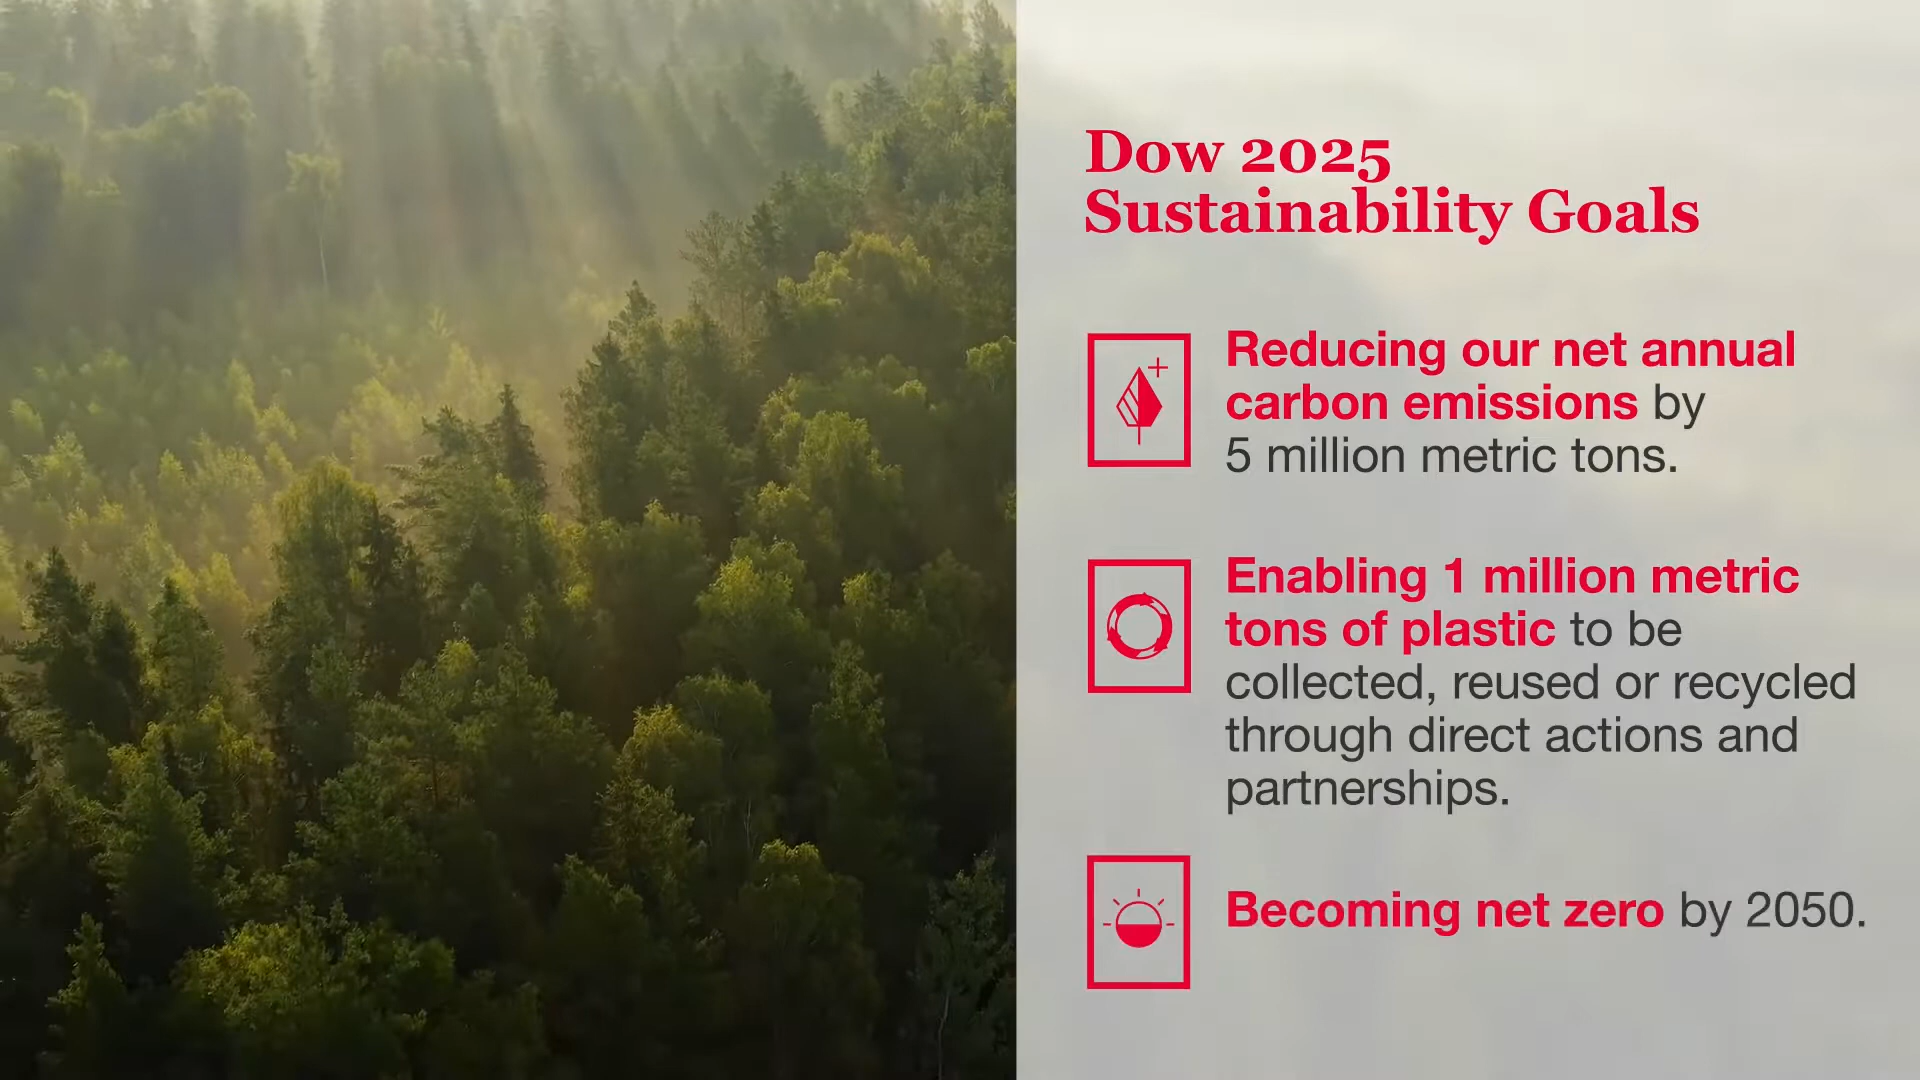 Dow 2025
Sustainability Goals
Reducing our net annual
carbon emissions by
5 million metric tons.
Enabling 1 million metric
tons of plastic to be
collected, reused or recycled
through direct actions and
partnerships.
Becoming net zero by 2050.